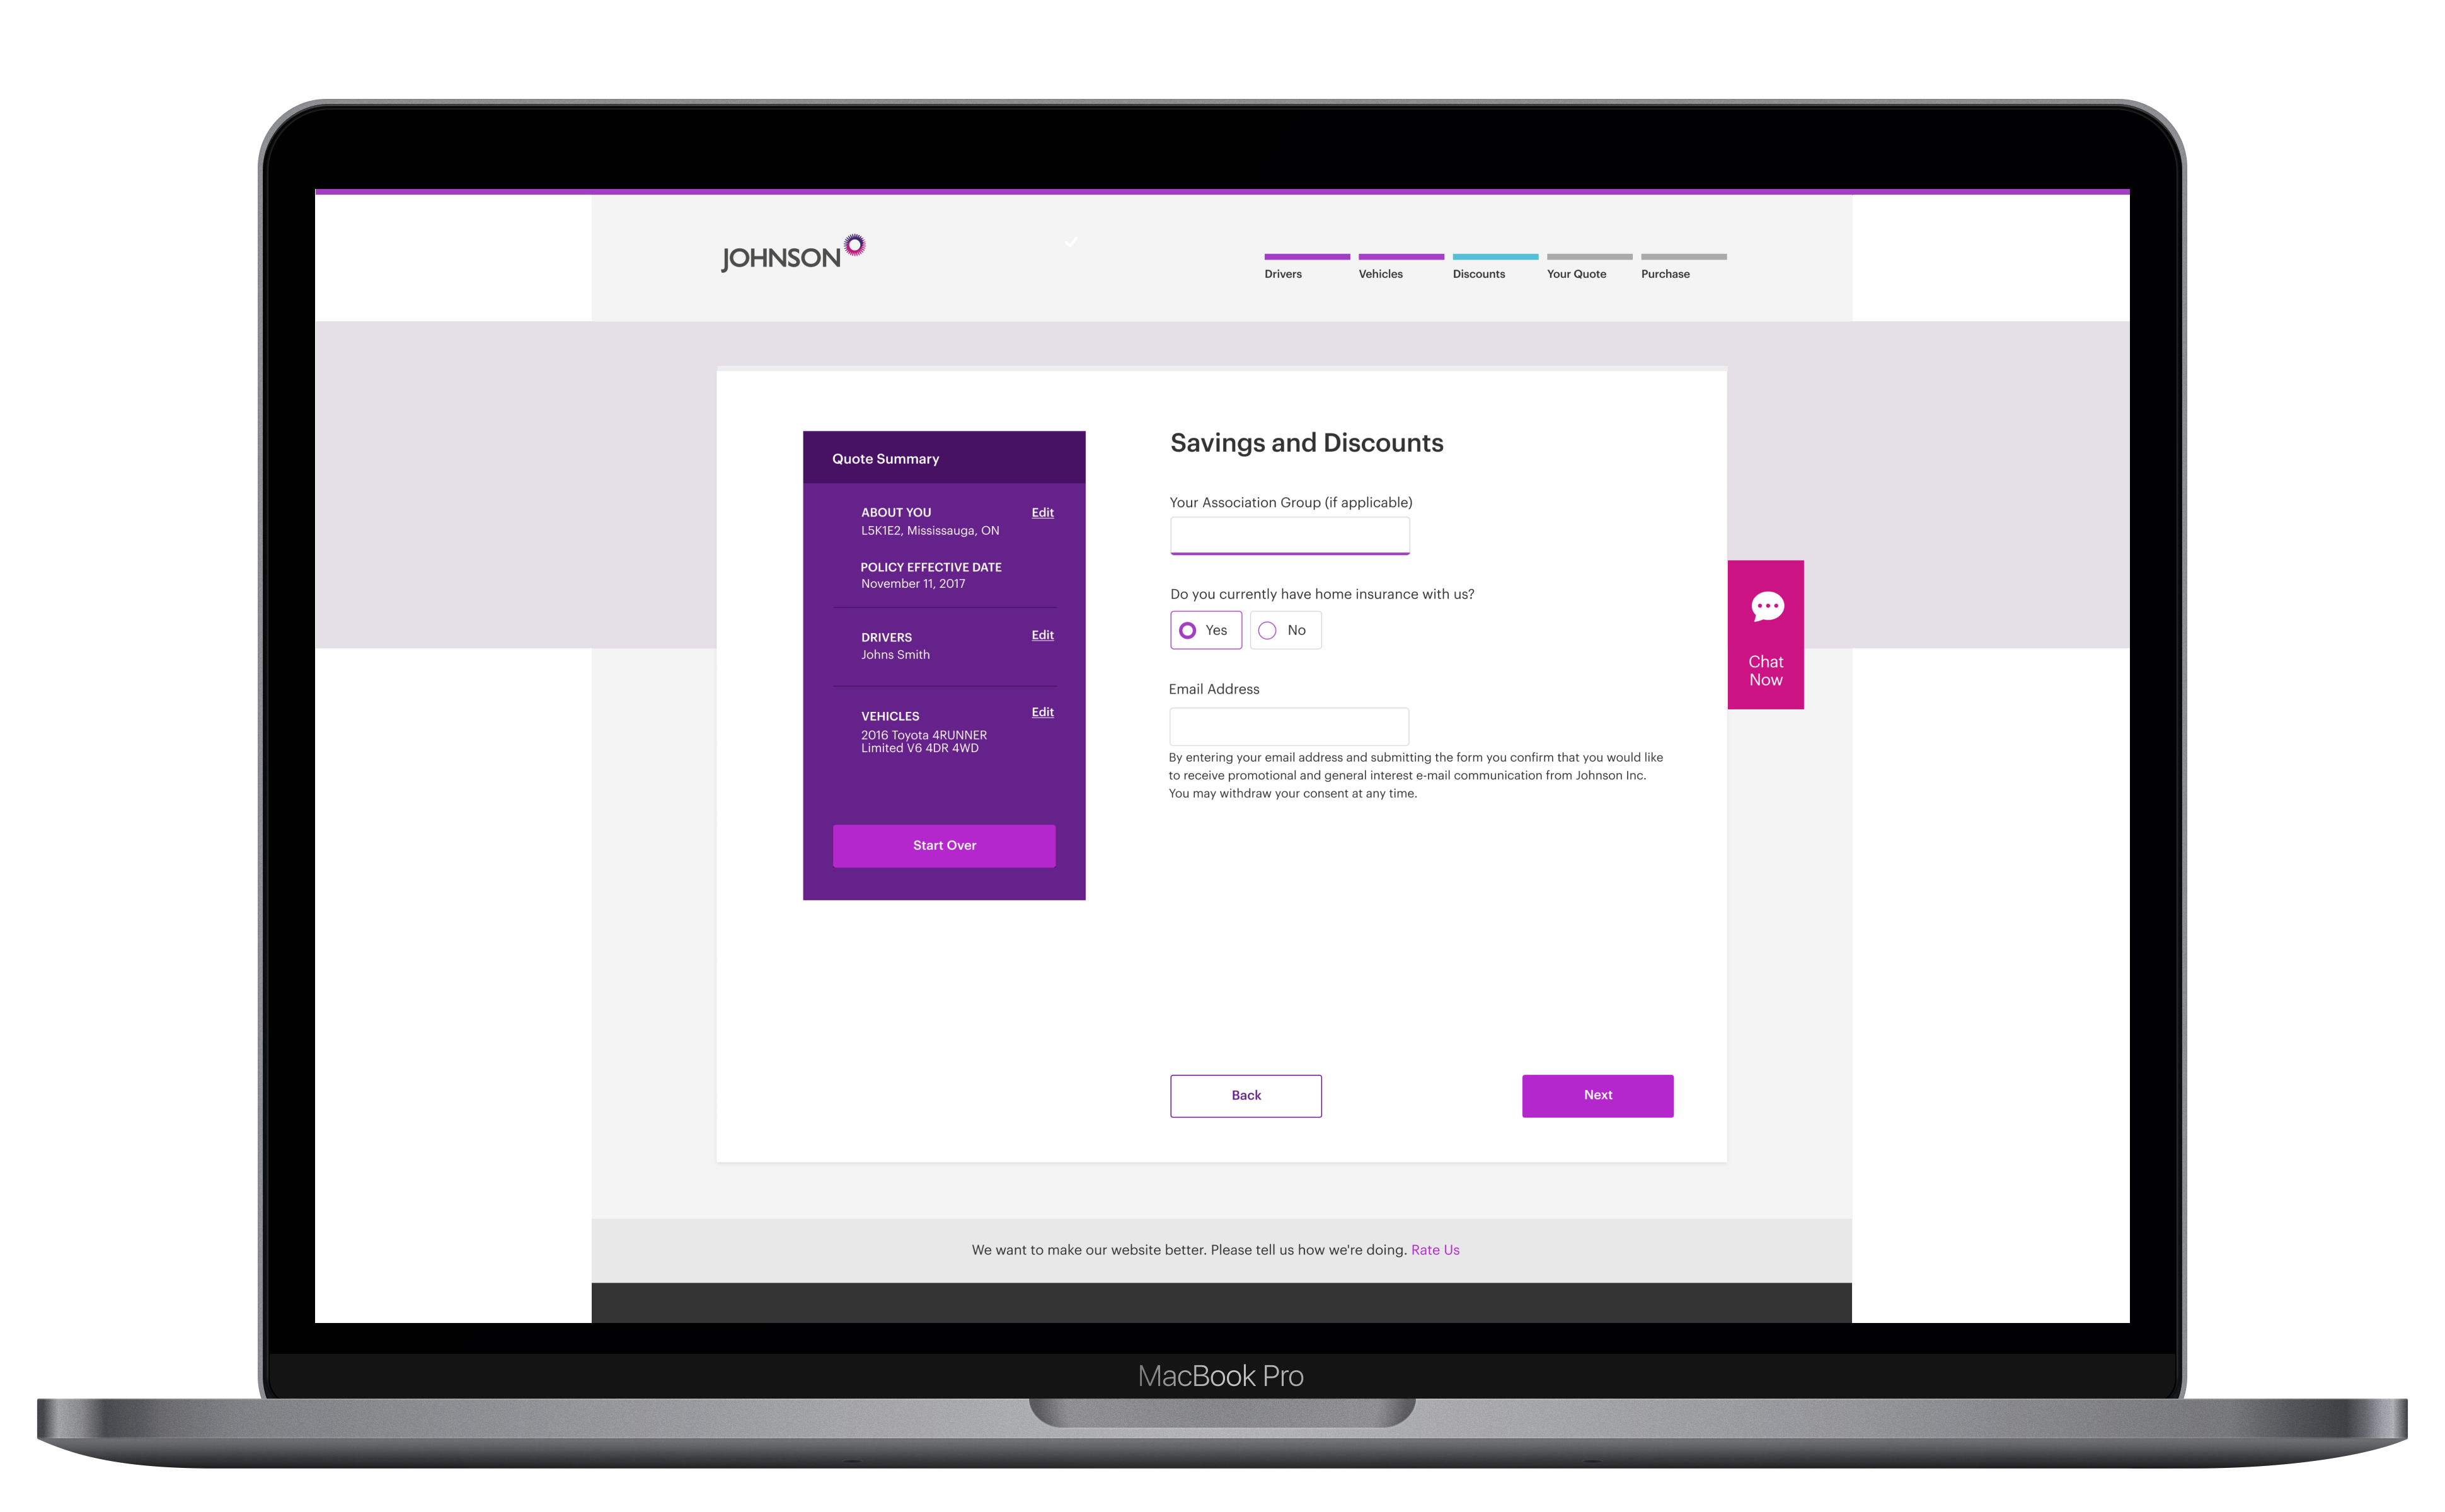 JOHNSON
Drivers
Vehicles
Discounts
Your Quote
Purchase
Quote Summary
ABOUT YOU
Edit
L5K1E2, Mississauga, ON
POLICY EFFECTIVE DATE
November 11, 2017
DRIVERS
Edit
Johns Smith
VEHICLES
Edit
2016 Toyota 4RUNNER
Limited V6 4DR 4WD
Start Over
Savings and Discounts
Your Association Group (if applicable)
Do you currently have home insurance with us?
Yes
No
Email Address
By entering your email address and submitting the form you confirm that you would like
to receive promotional and general interest e-mail communication from Johnson Inc.
You may withdraw your consent at any time.
Back
Next
Chat
Now
We want to make our website better. Please tell us how we're doing. Rate Us
MacBook Pro